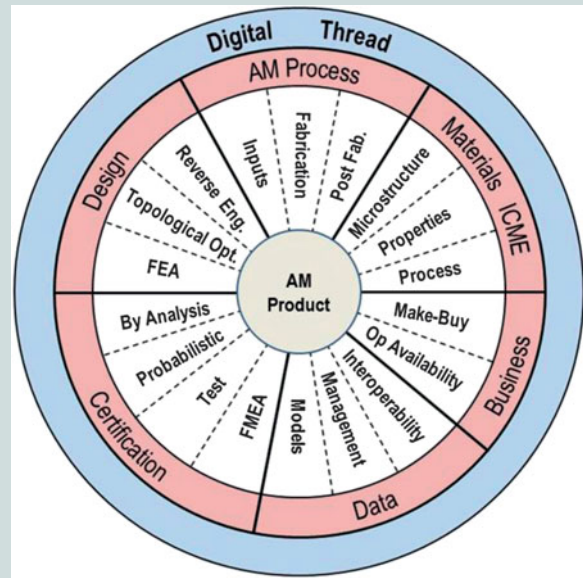 Digital Thread
AM Process
Inputs
Fabrication
Post Fab.
Materials ICME
Microstructure
Properties
Process
Business
Make-Buy
Op Availability
Data
Interoperability
Management
Models
Certification
FMEA
Test
Probabilistic
By Analysis
Design
FEA
Topological Opt.
Reverse Eng.
AM
Product